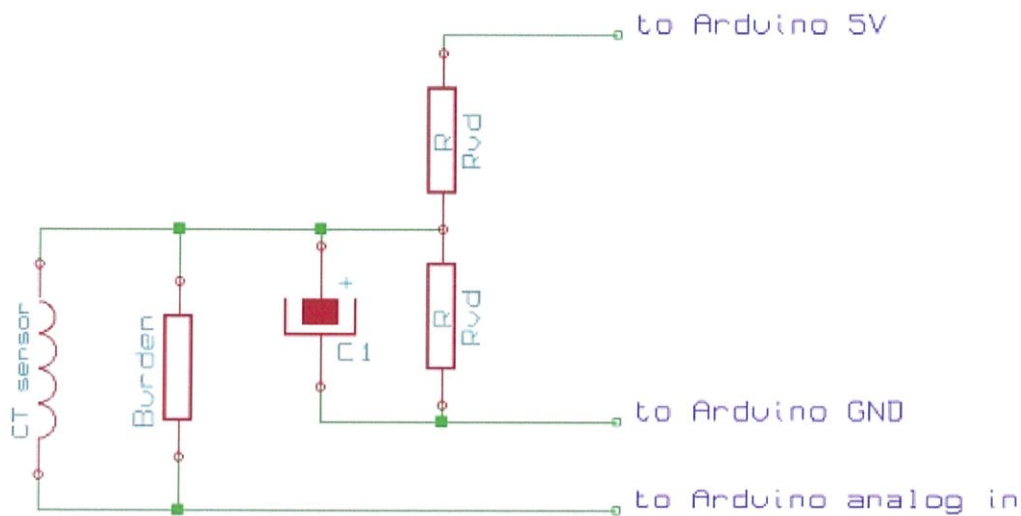 to Arduino 5V
R
Rvd
+
R
Rvd
C1
CT sensor
Burden
to Arduino GND
to Arduino analog in